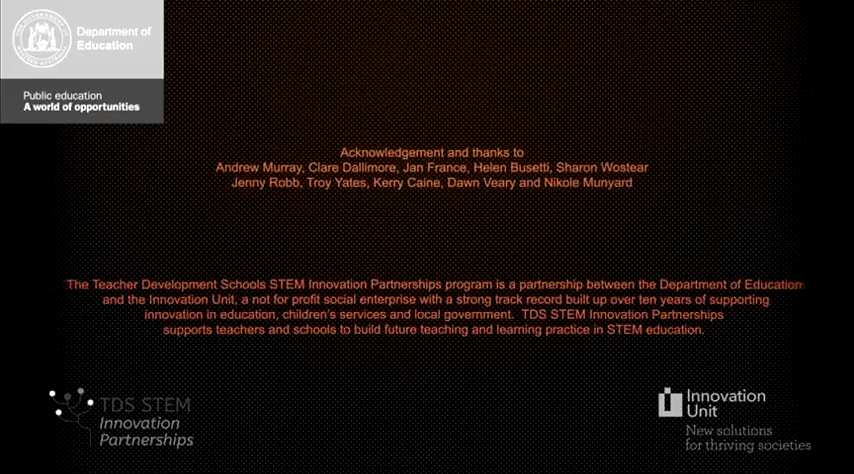 THE GOVERNMENT OF
WESTERN AUSTRALIA
Department of
Education
Public education
A world of opportunities
Acknowledgement and thanks to
Andrew Murray, Clare Dallimore, Jan France, Helen Busetti, Sharon Wostear
Jenny Robb, Troy Yates, Kerry Caine, Dawn Veary and Nikole Munyard
The Teacher Development Schools STEM Innovation Partnerships program is a partnership between the Department of Education
and the Innovation Unit, a not for profit social enterprise with a strong track record built up over ten years of supporting
innovation in education, children's services and local government.  TDS STEM Innovation Partnerships
supports teachers and schools to build future teaching and learning practice in STEM education.
TDS STEM
Innovation
Partnerships
Innovation
Unit
New solutions
for thriving societies